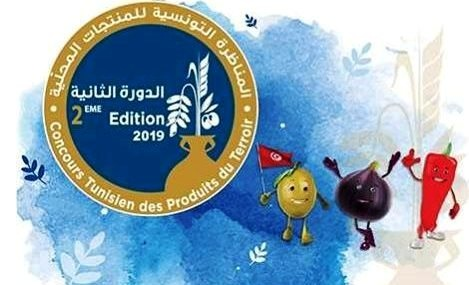 المناظرة التونسية للمنتجات المحلية
الدورة الثانية
2EME Edition
2019
Concours Tunisien des Produits du Terroir